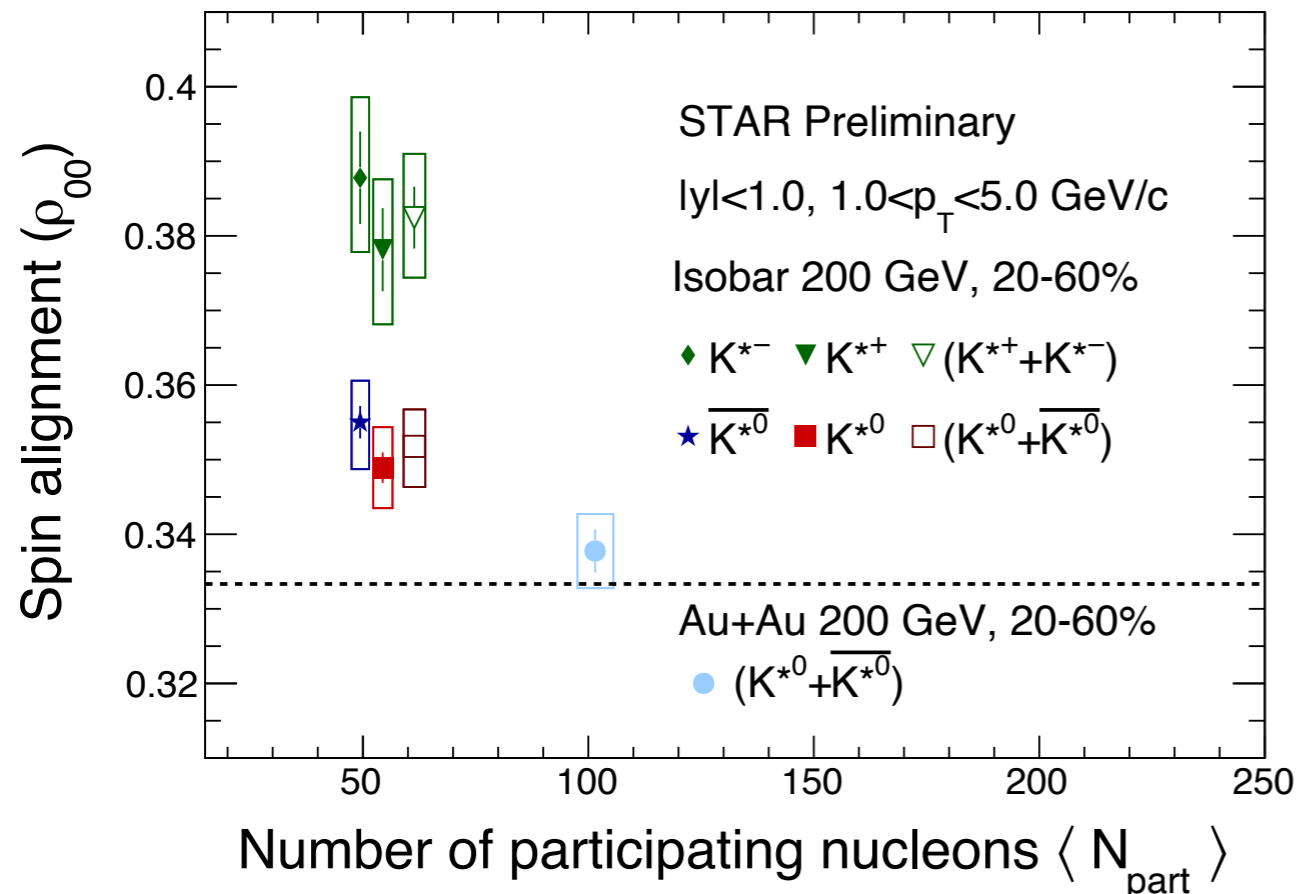 Spin alignment (ρ00)
0.4
0.38
0.36
0.34
0.32
STAR Preliminary
|y|<1.0, 1.0<pT<5.0 GeV/c
Isobar 200 GeV, 20-60%
K*− K*+ (K*++K*−)
K̅*̅0̅ K*0 (K*0+K̅*̅0̅)
Au+Au 200 GeV, 20-60%
(K*0+K̅*̅0̅)
50 100 150 200 250
Number of participating nucleons ⟨ Npart ⟩